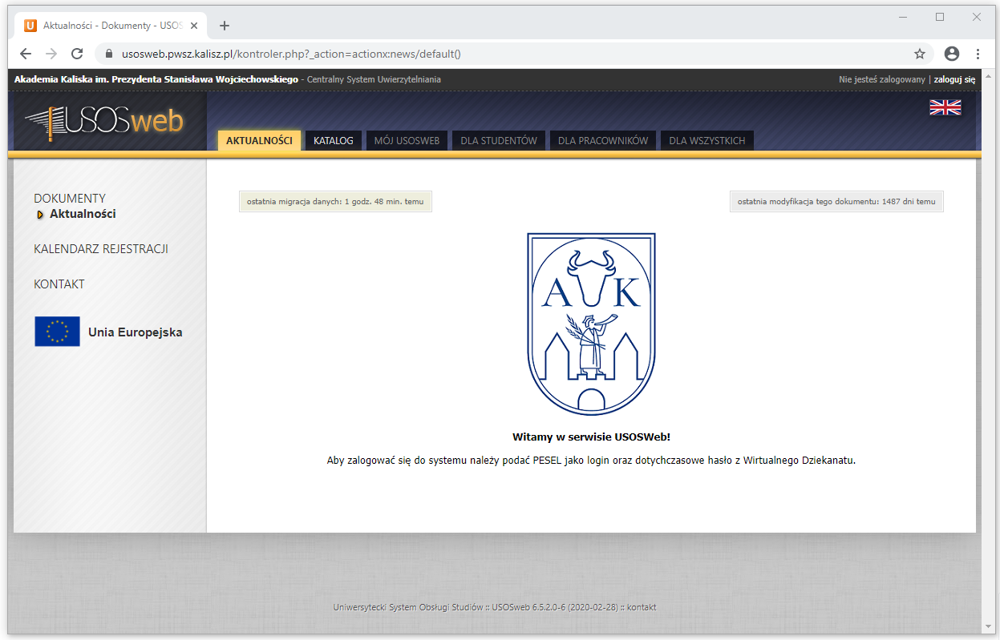 Aktualności - Dokumenty - USOS
usosweb.pwsz.kalisz.pl/kontroler.php?_action=actionx:news/default()
Akademia Kaliska im. Prezydenta Stanisława Wojciechowskiego - Centralny System Uwierzytelniania
Nie jesteś zalogowany | zaloguj się
USOSweb
AKTUALNOŚCI KATALOG MÓJ USOSWEB DLA STUDENTÓW DLA PRACOWNIKÓW DLA WSZYSTKICH
DOKUMENTY
Aktualności
KALENDARZ REJESTRACJI
KONTAKT
Unia Europejska
ostatnia migracja danych: 1 godz. 48 min. temu
ostatnia modyfikacja tego dokumentu: 1487 dni temu
A K
Witamy w serwisie USOSWeb!
Aby zalogować się do systemu należy podać PESEL jako login oraz dotychczasowe hasło z Wirtualnego Dziekanatu.
Uniwersytecki System Obsługi Studiów :: USOSweb 6.5.2.0-6 (2020-02-28) :: kontakt